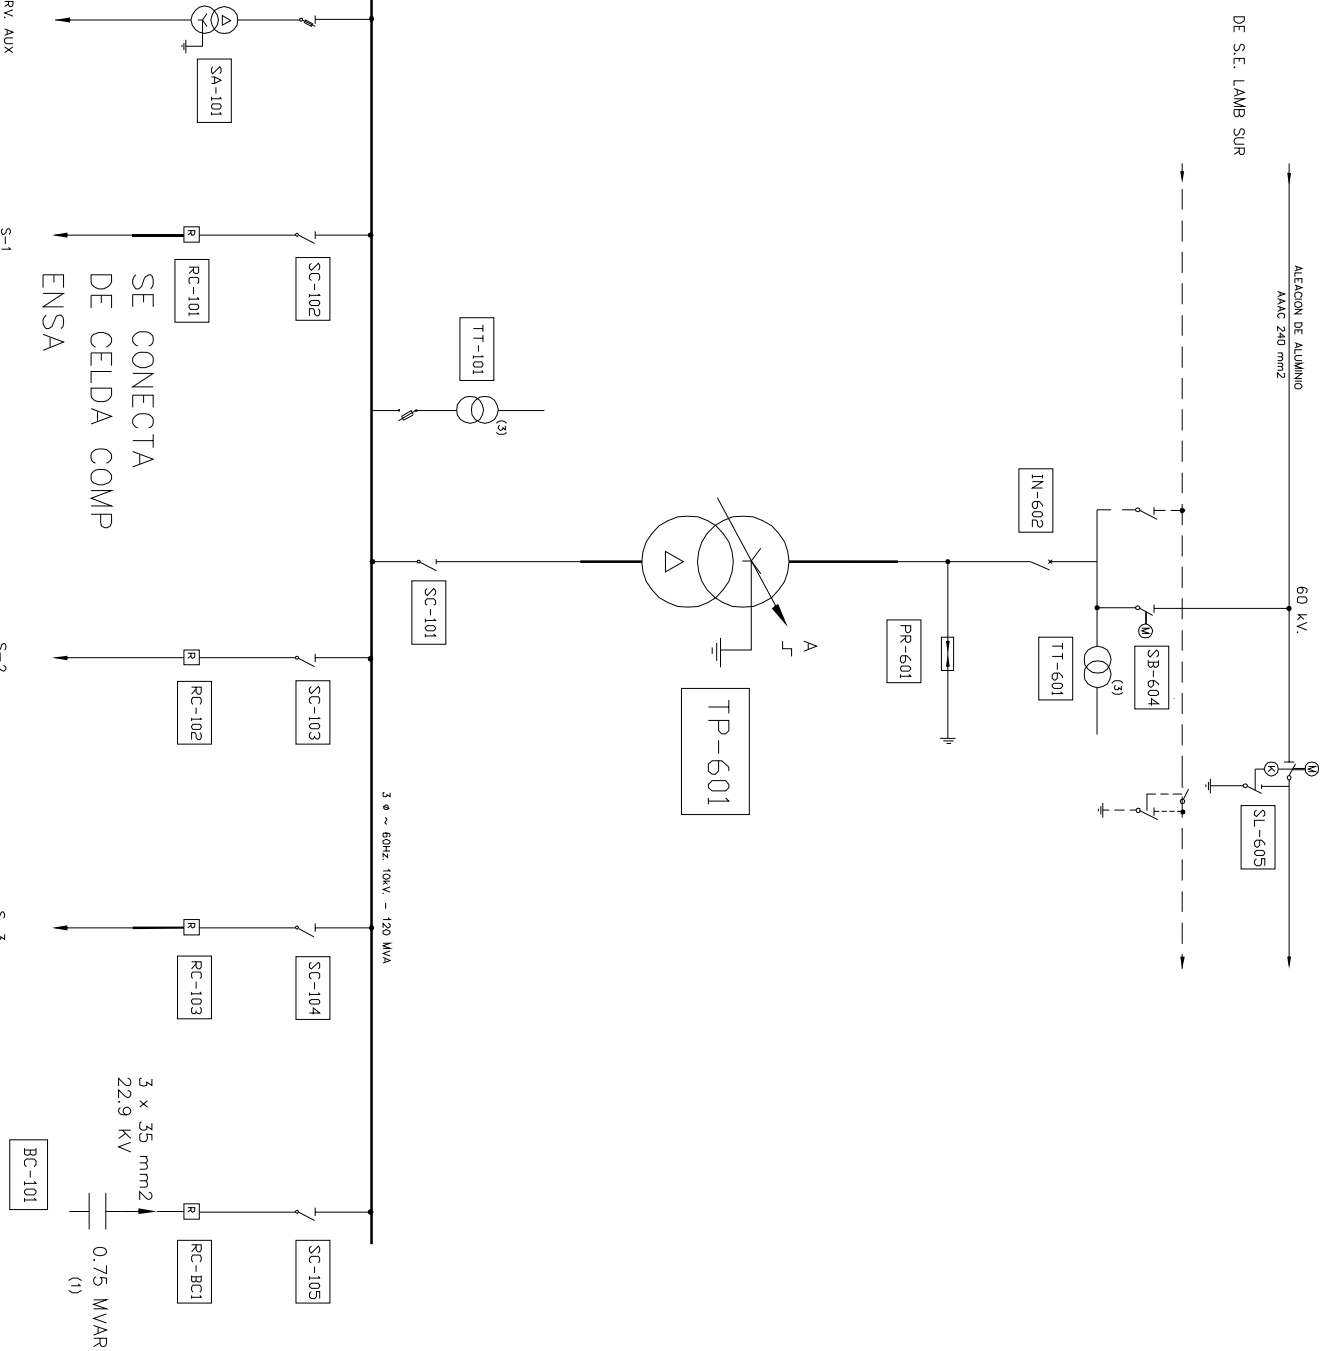 DE S.E. LAMB SUR
ALEACION DE ALUMINIO
AAAC 240 mm2
60 kV.
M
K
SL-605
M
SB-604
(3)
TT-601
IN-602
PR-601
A
TP-601
SC-101
(3)
TT-101
3 ø ~ 60Hz. 10kV. - 120 MVA
SA-101
SC-102
R
RC-101
S-1
SE CONECTA
DE CELDA COMP
ENSA
SC-103
R
RC-102
S-2
SC-104
R
RC-103
SC-105
R
RC-BC1
3 x 35 mm2
22.9 KV
BC-101
0.75 MVAR
(1)
AUX